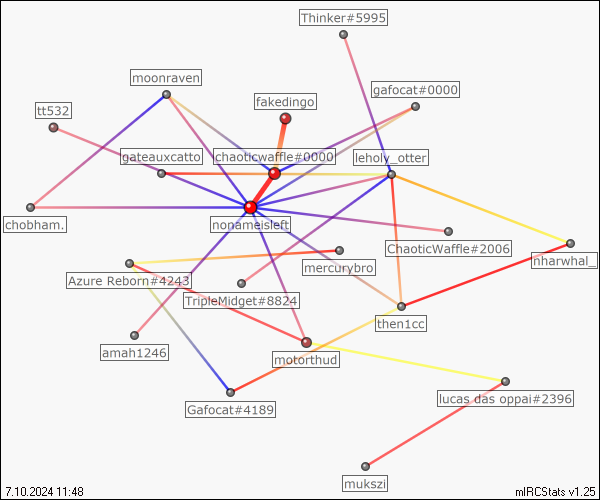 Thinker#5995
moonraven
gafocat#0000
tt532
fakedingo
gateauxcatto
chaoticwaffle#0000
leholy_otter
chobham.
nonameisleft
ChaoticWaffle#2006
nharwhal_
mercurybro
Azure Reborn#4243
TripleMidget#8824
then1cc
amah1246
motorthud
Gafocat#4189
lucas das oppai#2396
mukszi
7.10.2024 11:48
mIRCStats v1.25